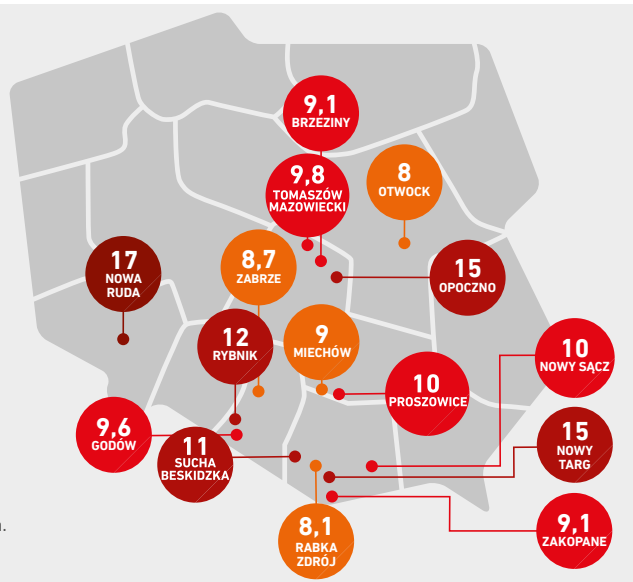 9,1
BRZEZINY
9,8
TOMASZÓW
MAZOWIECKI
8
OTWOCK
17
NOWA
RUDA
8,7
ZABRZE
15
OPOCZNO
12
RYBNIK
9
MIECHÓW
10
NOWY SĄCZ
10
PROSZOWICE
9,6
GODÓW
11
SUCHA
BESKIDZKA
15
NOWY
TARG
8,1
RABKA
ZDRÓJ
9,1
ZAKOPANE